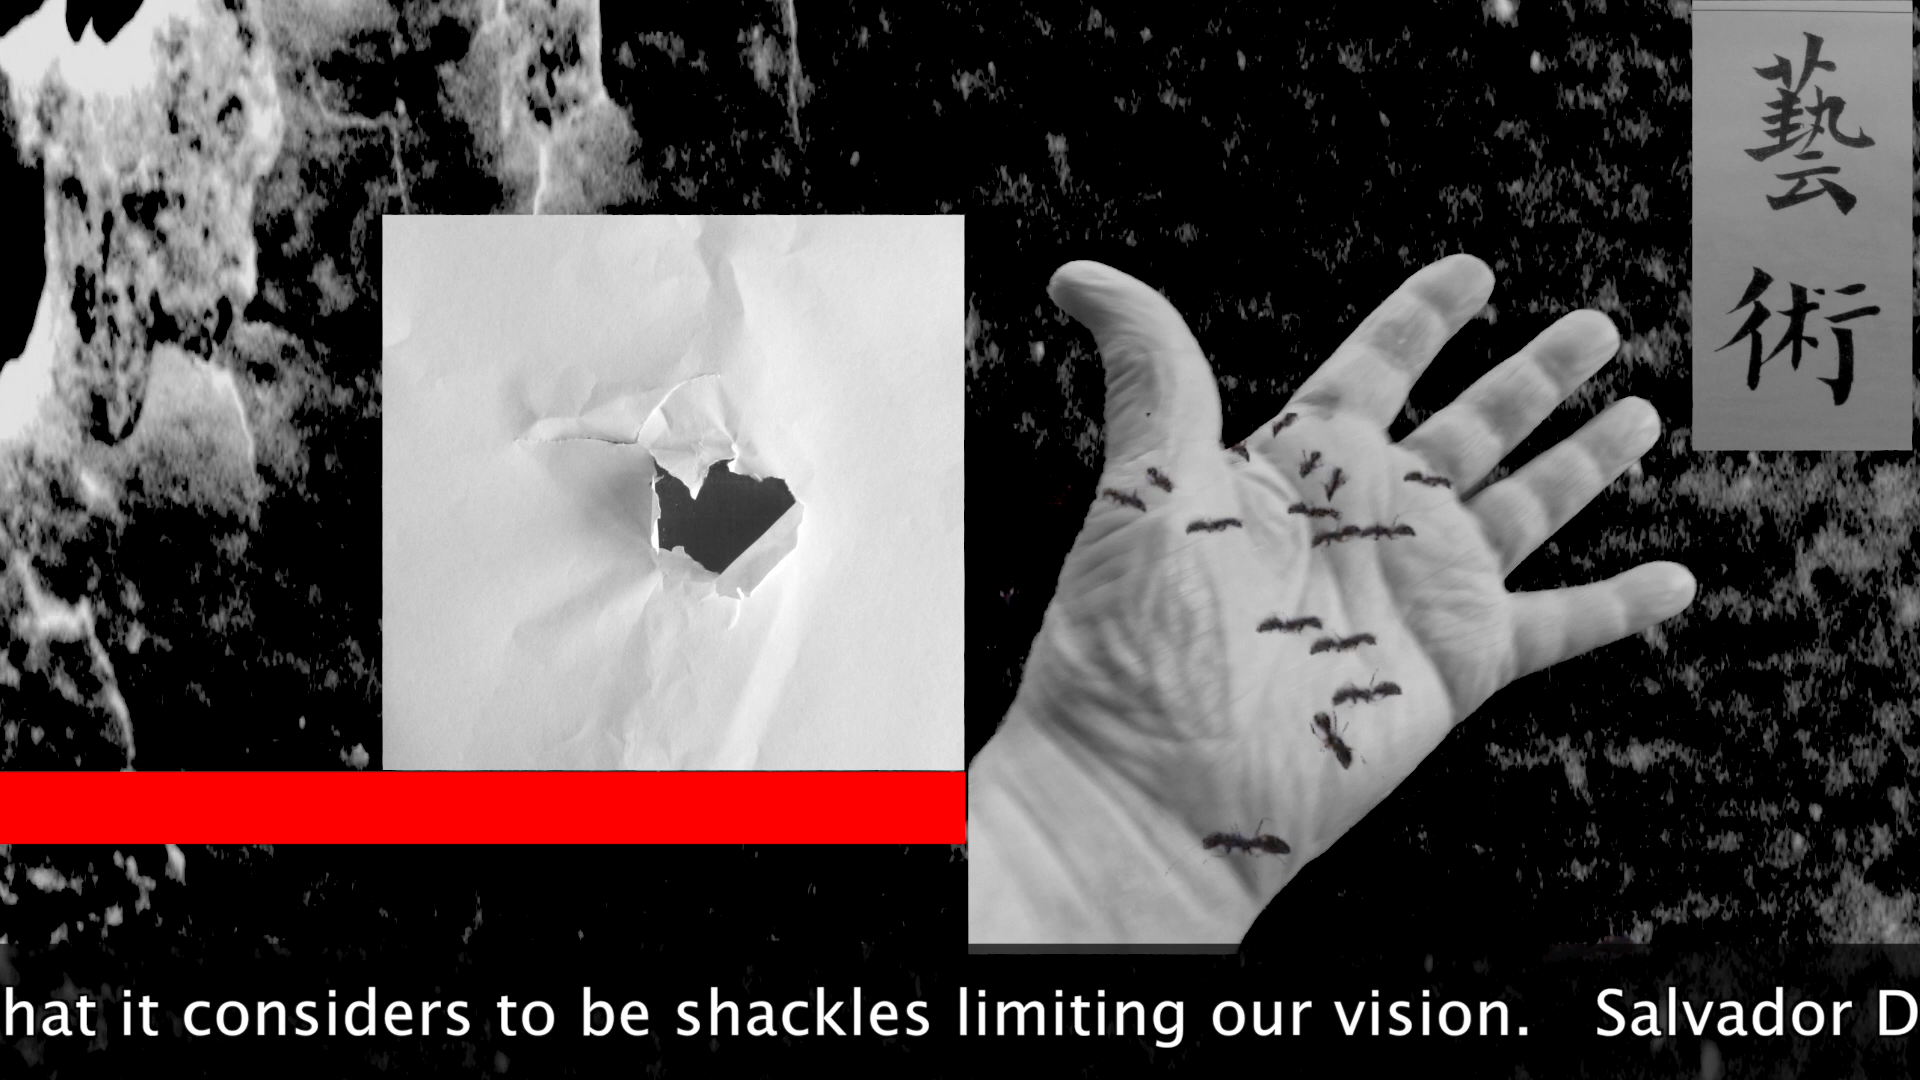 藝術
hat it considers to be shackles limiting our vision. Salvador D